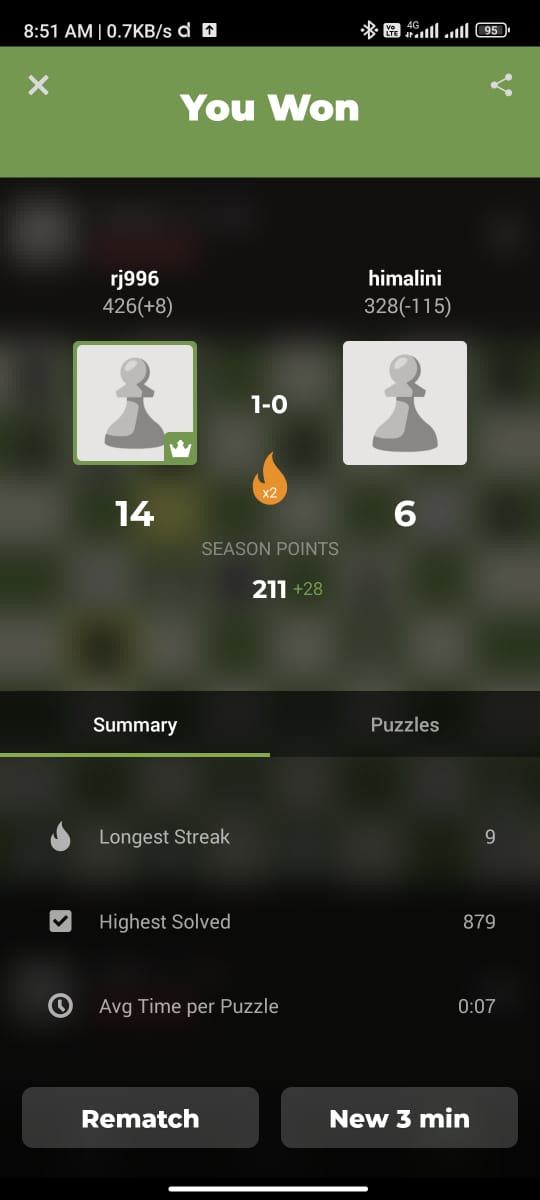 8:51 AM | 0.7KB/s d
Vo LTE 4G 95
You Won
rj996 himalini
426(+8) 328(-115)
1-0
x2
14 6
SEASON POINTS
211 +28
Summary Puzzles
Longest Streak 9
Highest Solved 879
Avg Time per Puzzle 0:07
Rematch New 3 min